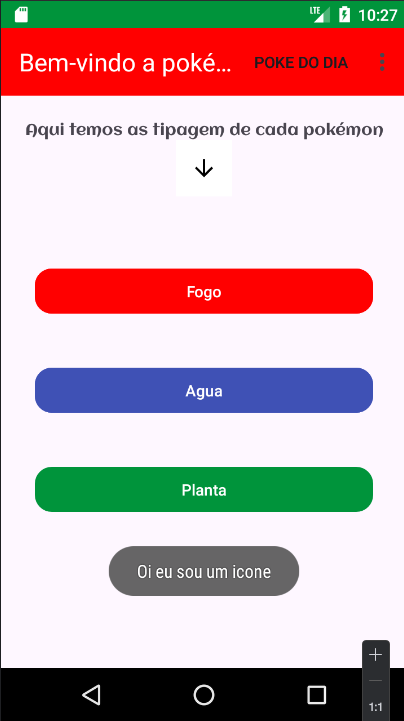 LTE 10:27
Bem-vindo a poké... POKE DO DIA
Aqui temos as tipagem de cada pokémon
Fogo
Agua
Planta
Oi eu sou um icone
1:1